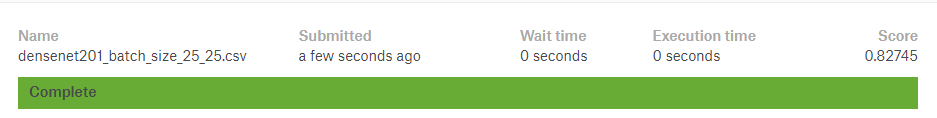 Name Submitted Wait time Execution time Score
densenet201_batch_size_25_25.csv a few seconds ago 0 seconds 0 seconds 0.82745
Complete